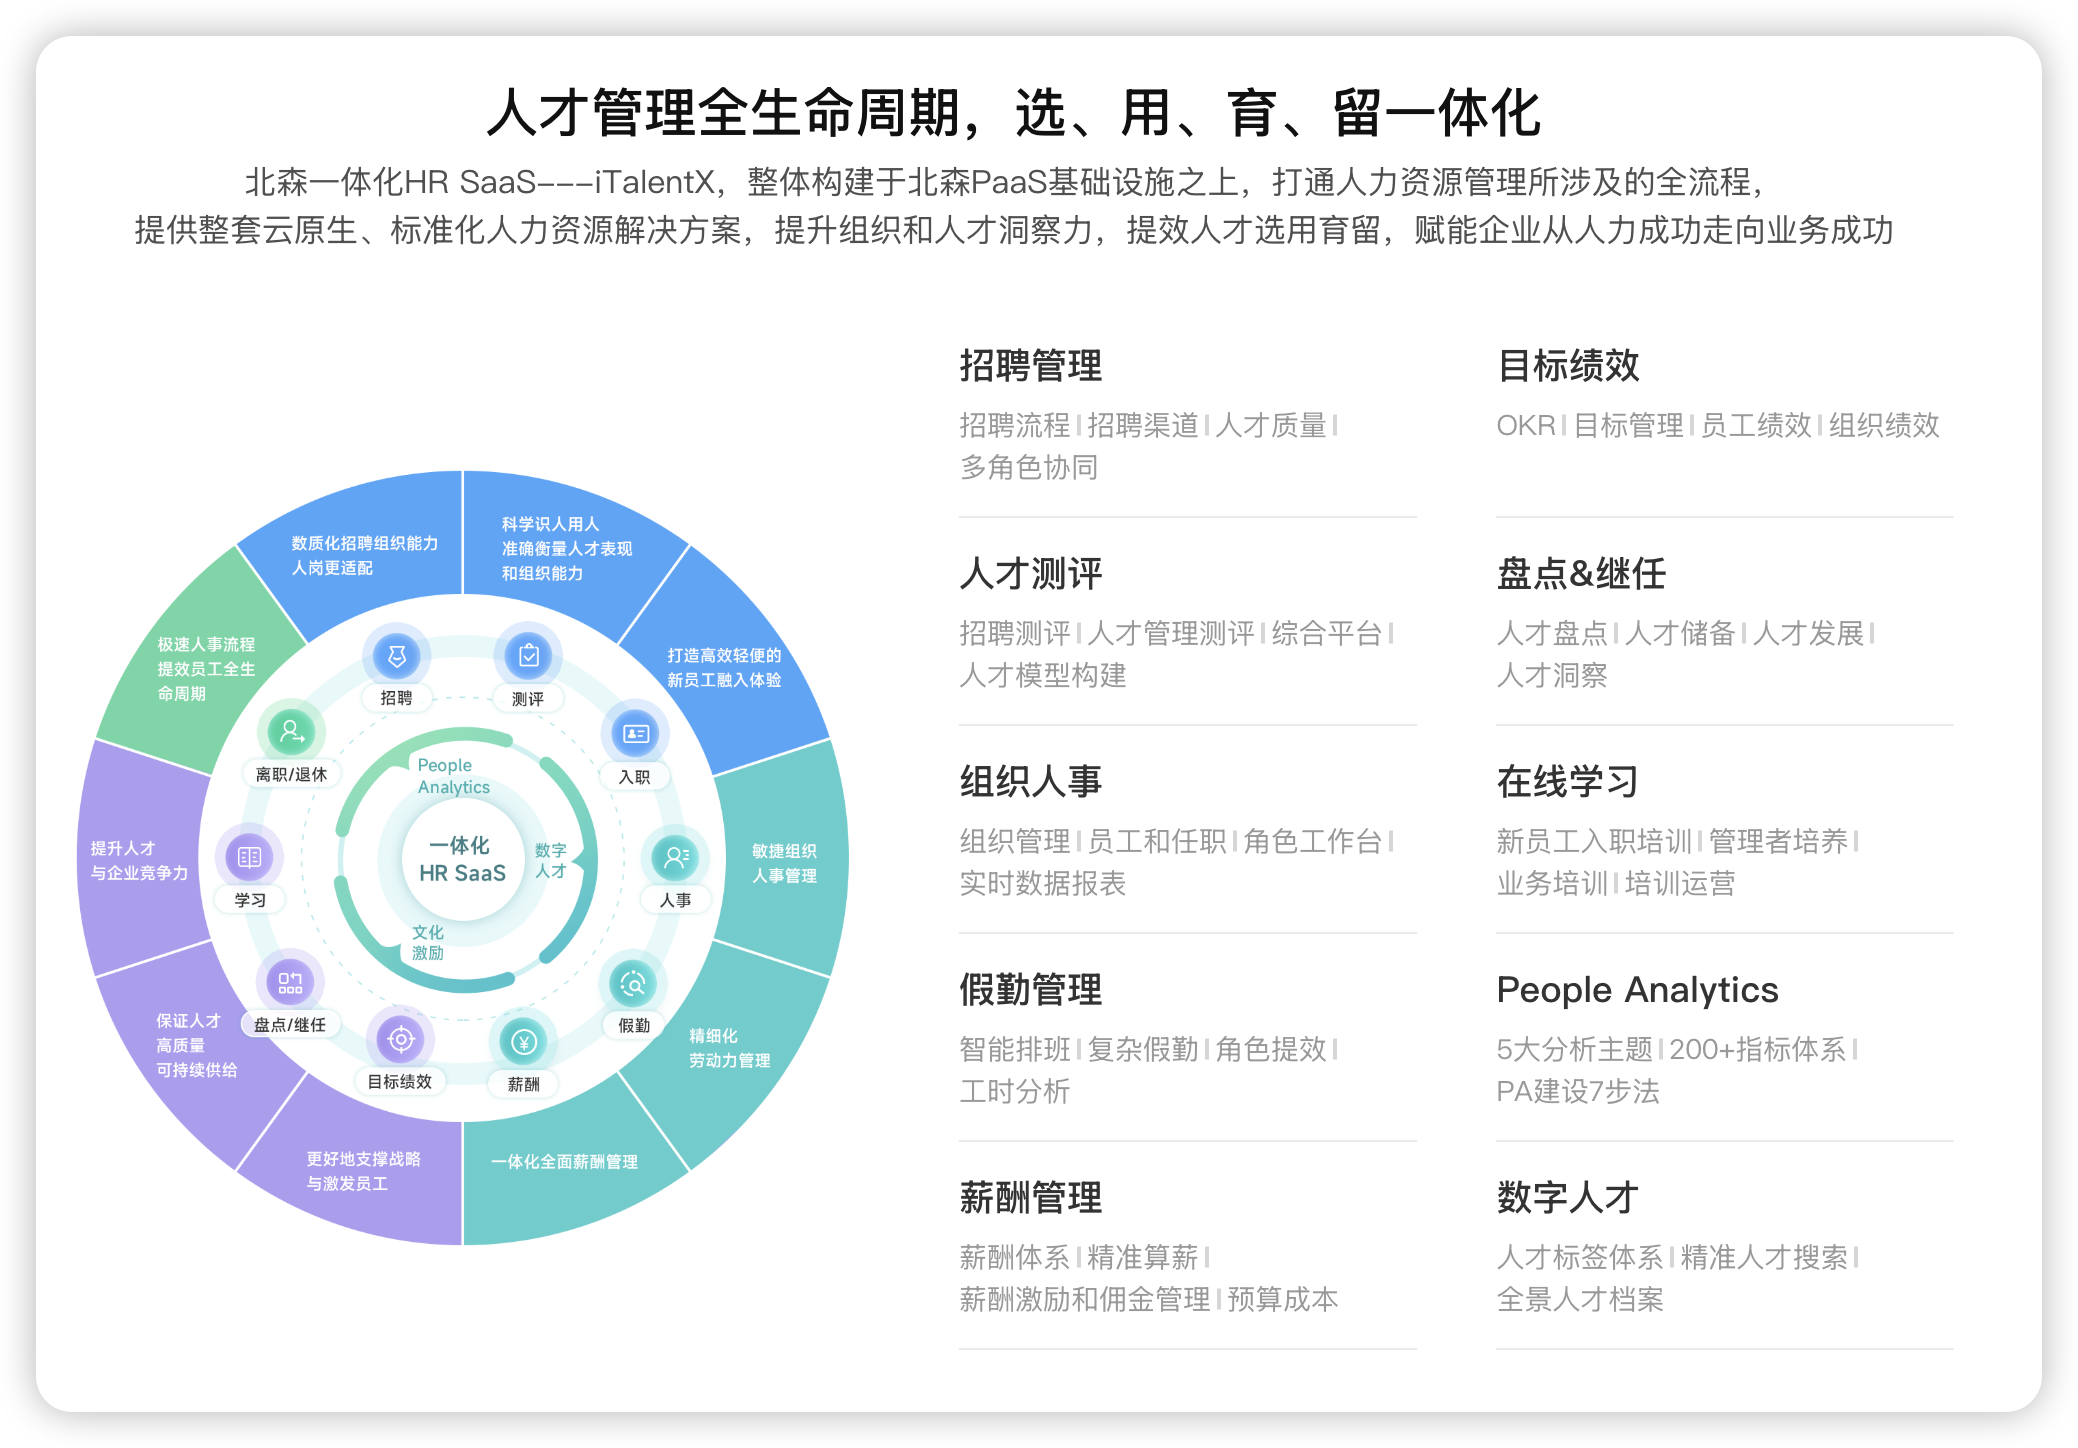 人才管理全生命周期，选、用、育、留一体化
北森一体化HR SaaS---iTalentX，整体构建于北森PaaS基础设施之上，打通人力资源管理所涉及的全流程，
提供整套云原生、标准化人力资源解决方案，提升组织和人才洞察力，提效人才选用育留，赋能企业从人力成功走向业务成功
数质化招聘组织能力
人岗更适配
科学识人用人
准确衡量人才表现
和组织能力
打造高效轻便的
新员工融入体验
敏捷组织
人事管理
精细化
劳动力管理
一体化全面薪酬管理
更好地支撑战略
与激发员工
保证人才
高质量
可持续供给
提升人才
与企业竞争力
极速人事流程
提效员工全生
命周期
招聘
测评
入职
人事
假勤
薪酬
目标绩效
盘点/继任
学习
离职/退休
People
Analytics
数字
人才
文化
激励
一体化
HR SaaS
招聘管理
招聘流程 | 招聘渠道 | 人才质量 |
多角色协同
目标绩效
OKR | 目标管理 | 员工绩效 | 组织绩效
人才测评
招聘测评 | 人才管理测评 | 综合平台 |
人才模型构建
盘点&继任
人才盘点 | 人才储备 | 人才发展 |
人才洞察
组织人事
组织管理 | 员工和任职 | 角色工作台 |
实时数据报表
在线学习
新员工入职培训 | 管理者培养 |
业务培训 | 培训运营
假勤管理
智能排班 | 复杂假勤 | 角色提效 |
工时分析
People Analytics
5大分析主题 | 200+指标体系 |
PA建设7步法
薪酬管理
薪酬体系 | 精准算薪 |
薪酬激励和佣金管理 | 预算成本
数字人才
人才标签体系 | 精准人才搜索 |
全景人才档案